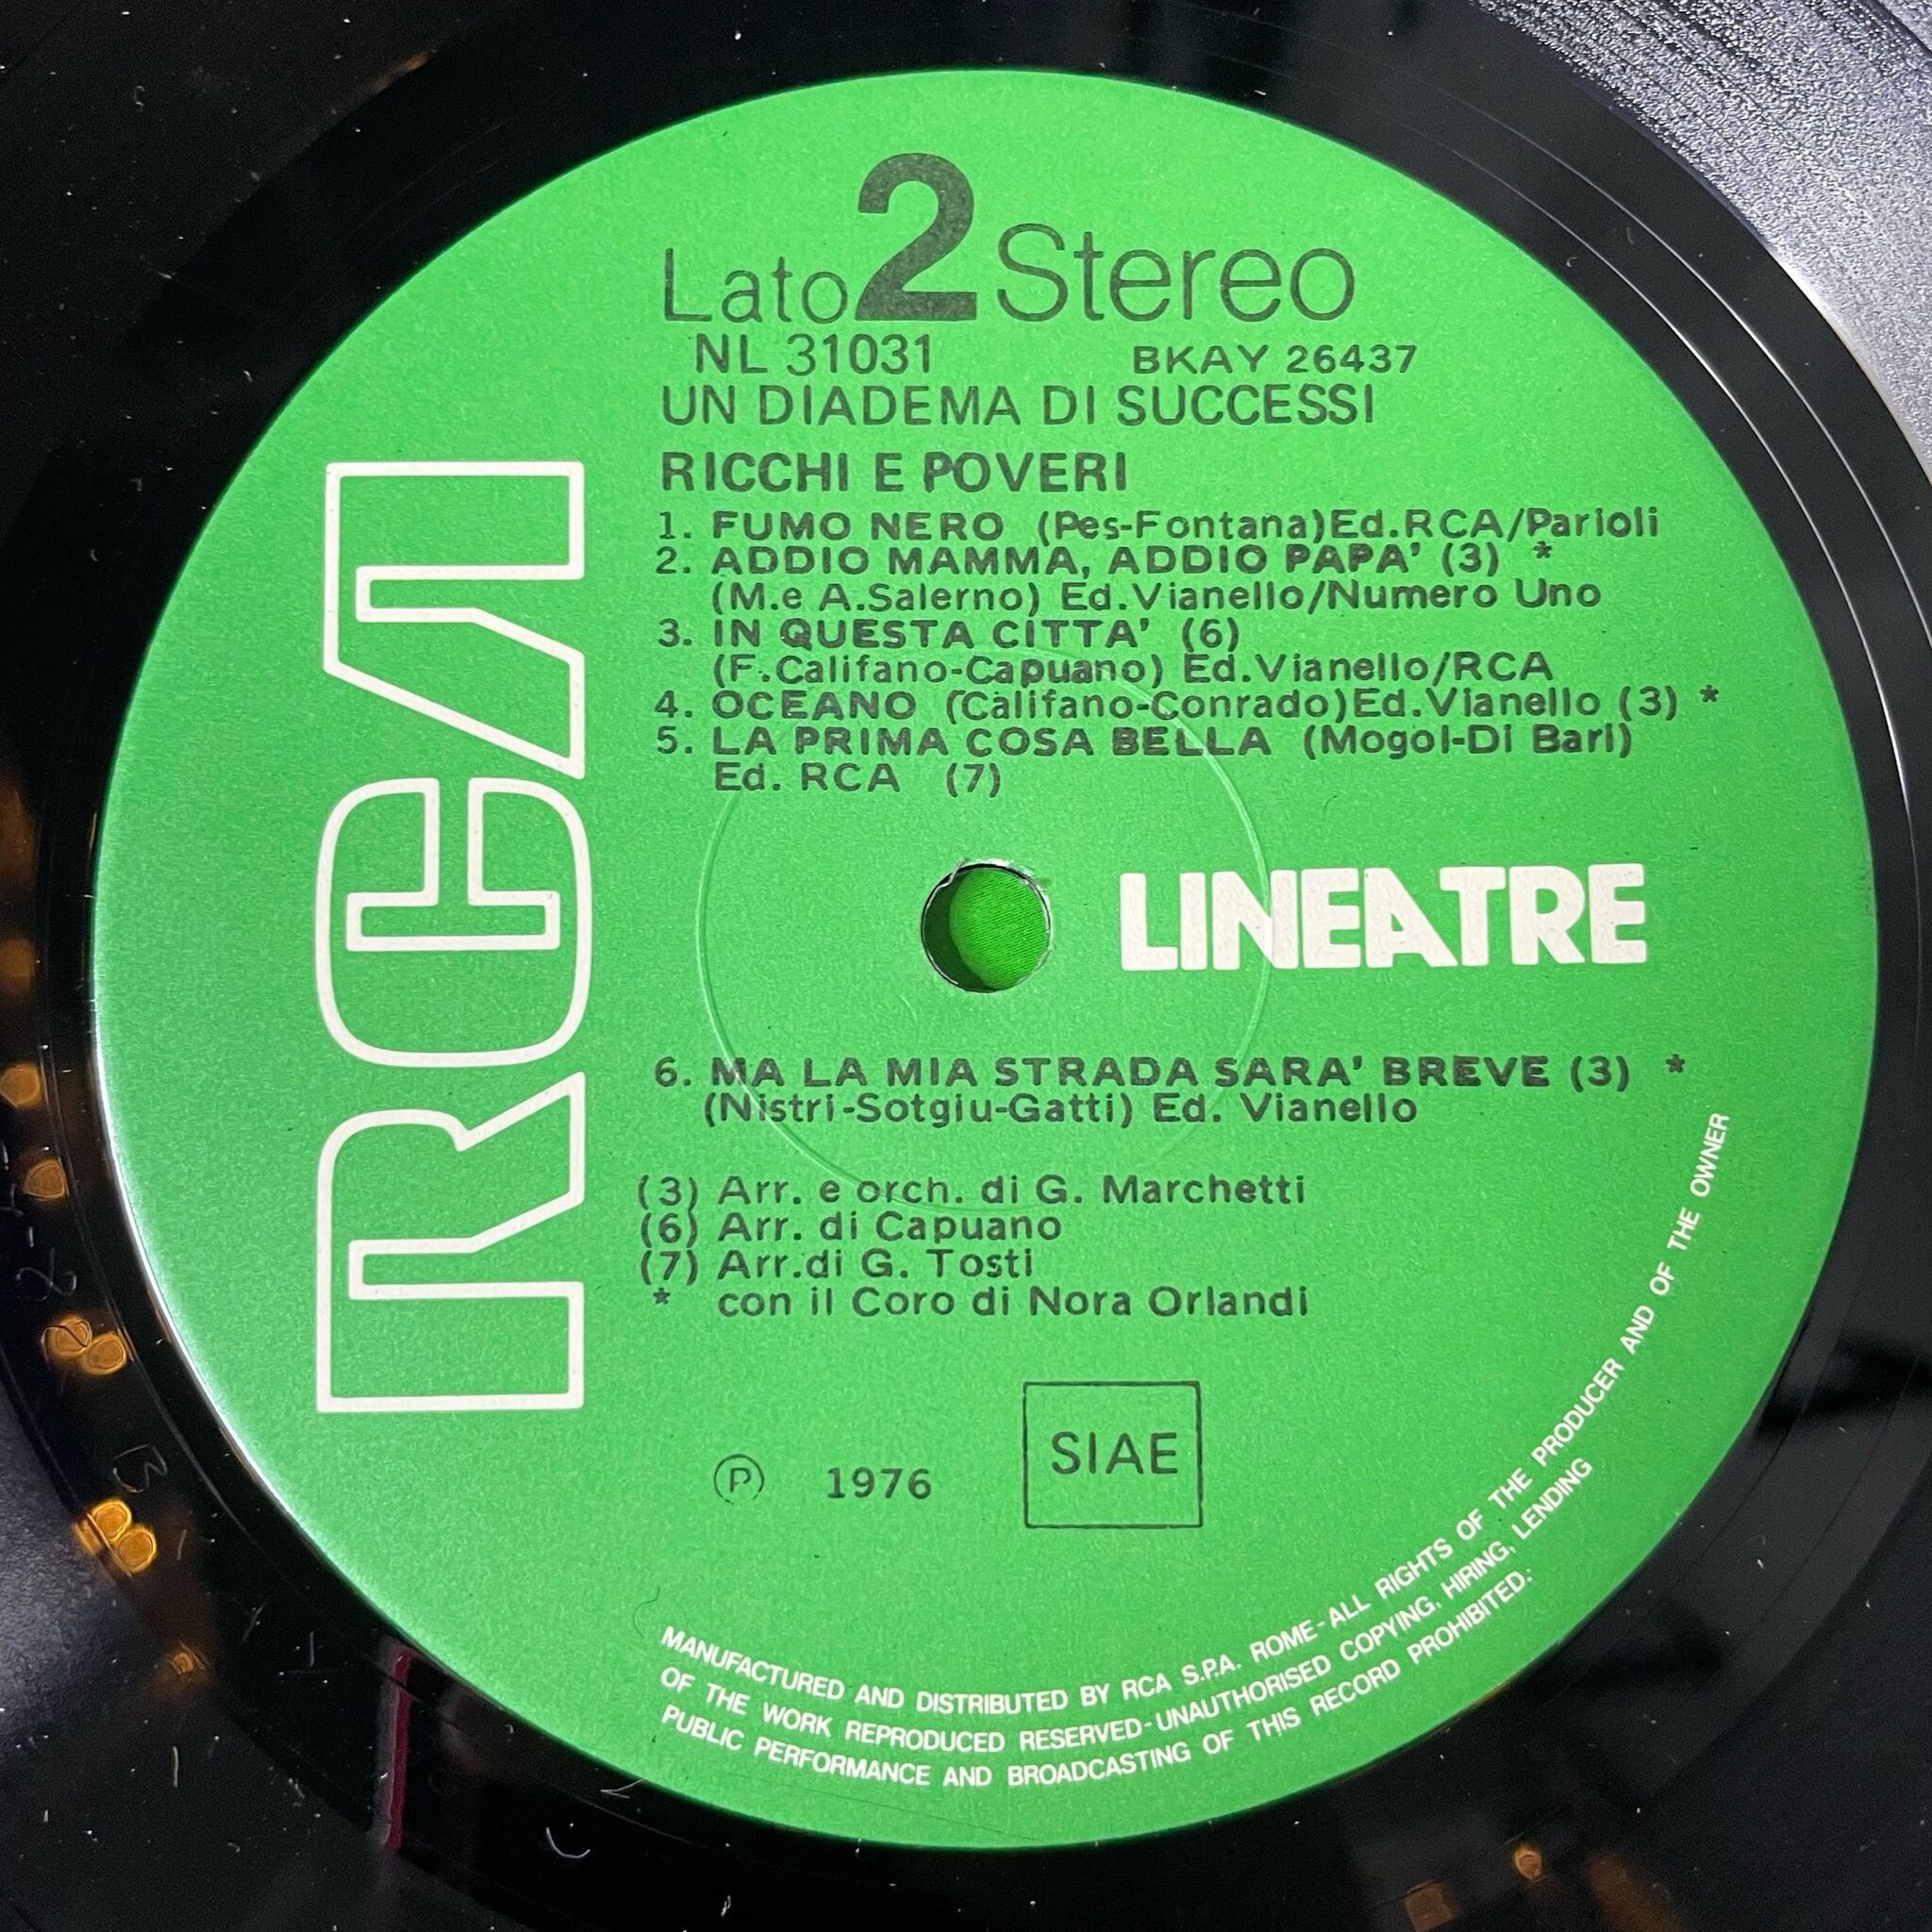 Lato 2 Stereo
NL 31031 BKAY 26437
UN DIADEMA DI SUCCESSI
RICCHI E POVERI
1. FUMO NERO (Pes-Fontana)Ed.RCA/Parioli
2. ADDIO MAMMA, ADDIO PAPA' (3) *
(M.e A.Salerno) Ed.Vianello/Numero Uno
3. IN QUESTA CITTA' (6)
(F.Califano-Capuano) Ed.Vianello/RCA
4. OCEANO (Califano-Conrado)Ed.Vianello (3) *
5. LA PRIMA COSA BELLA (Mogol-Di Bari)
Ed. RCA (7)
RCA
LINEATRE
6. MA LA MIA STRADA SARA' BREVE (3) *
(Nistri-Sotgiu-Gatti) Ed. Vianello
(3) Arr. e orch. di G. Marchetti
(6) Arr. di Capuano
(7) Arr.di G. Tosti
* con il Coro di Nora Orlandi
Ⓟ 1976 SIAE
MANUFACTURED AND DISTRIBUTED BY RCA S.P.A. ROME-ALL RIGHTS OF THE PRODUCER AND OF THE OWNER
OF THE WORK REPRODUCED RESERVED-UNAUTHORISED COPYING, HIRING, LENDING
PUBLIC PERFORMANCE AND BROADCASTING OF THIS RECORD PROHIBITED.